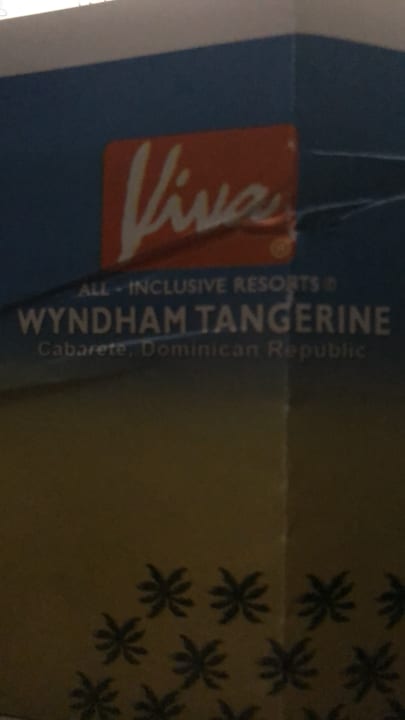 Viva
ALL - INCLUSIVE RESORTS®
WYNDHAM TANGERINE
Cabarete, Dominican Republic